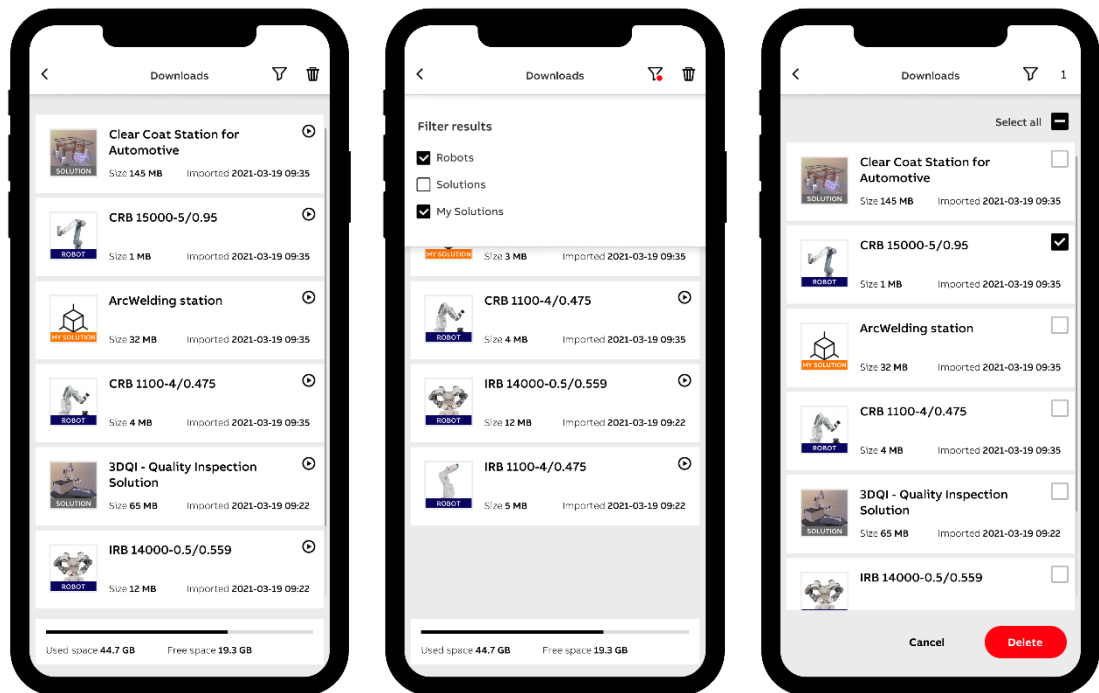 Downloads
Clear Coat Station for
Automotive
SOLUTION
Size 145 MB Imported 2021-03-19 09:35
CRB 15000-5/0.95
ROBOT
Size 1 MB Imported 2021-03-19 09:35
ArcWelding station
MY SOLUTION
Size 32 MB Imported 2021-03-19 09:35
CRB 1100-4/0.475
ROBOT
Size 4 MB Imported 2021-03-19 09:35
3DQI - Quality Inspection
Solution
SOLUTION
Size 65 MB Imported 2021-03-19 09:22
IRB 14000-0.5/0.559
ROBOT
Size 12 MB Imported 2021-03-19 09:22
Used space 44.7 GB Free space 19.3 GB
Downloads
Filter results
Robots
Solutions
My Solutions
MY SOLUTION
Size 3 MB Imported 2021-03-19 09:35
CRB 1100-4/0.475
ROBOT
Size 4 MB Imported 2021-03-19 09:35
IRB 14000-0.5/0.559
ROBOT
Size 12 MB Imported 2021-03-19 09:22
IRB 1100-4/0.475
ROBOT
Size 5 MB Imported 2021-03-19 09:22
Used space 44.7 GB Free space 19.3 GB
Downloads 1
Select all
Clear Coat Station for
Automotive
SOLUTION
Size 145 MB Imported 2021-03-19 09:35
CRB 15000-5/0.95
ROBOT
Size 1 MB Imported 2021-03-19 09:35
ArcWelding station
MY SOLUTION
Size 32 MB Imported 2021-03-19 09:35
CRB 1100-4/0.475
ROBOT
Size 4 MB Imported 2021-03-19 09:35
3DQI - Quality Inspection
Solution
SOLUTION
Size 65 MB Imported 2021-03-19 09:22
IRB 14000-0.5/0.559
Cancel Delete